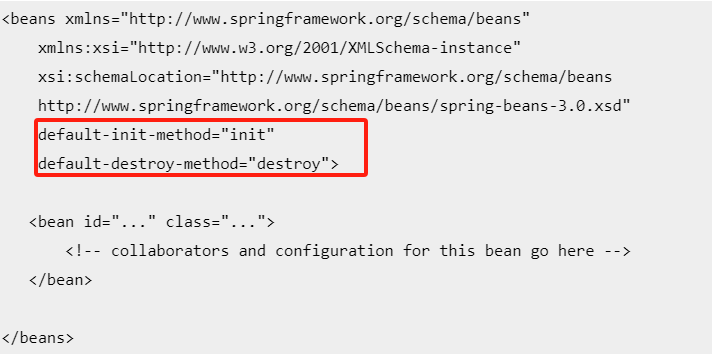 <beans xmlns="http://www.springframework.org/schema/beans"
xmlns:xsi="http://www.w3.org/2001/XMLSchema-instance"
xsi:schemaLocation="http://www.springframework.org/schema/beans
http://www.springframework.org/schema/beans/spring-beans-3.0.xsd"
default-init-method="init"
default-destroy-method="destroy">
<bean id="..." class="...">
<!-- collaborators and configuration for this bean go here -->
</bean>
</beans>